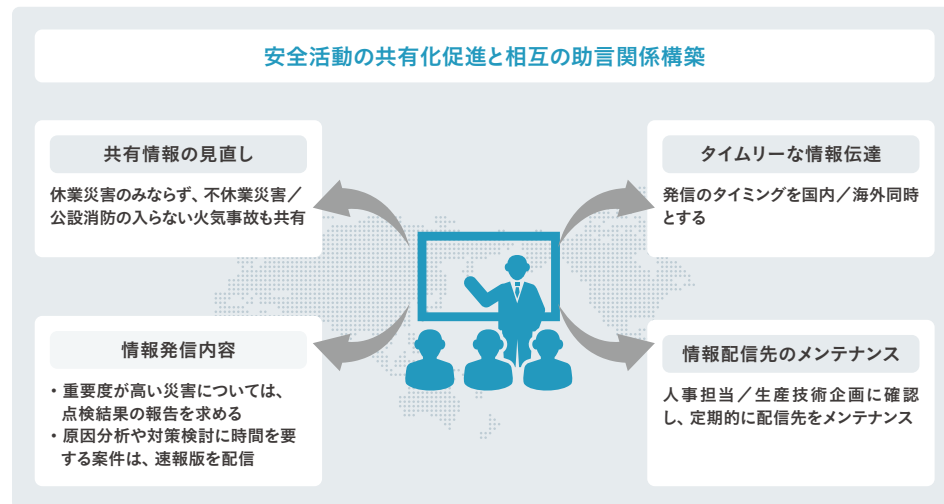 安全活動の共有化促進と相互の助言関係構築
共有情報の見直し
休業災害のみならず、不休業災害／
公設消防の入らない火気事故も共有
タイムリーな情報伝達
発信のタイミングを国内／海外同時
とする
情報発信内容
・重要度が高い災害については、
点検結果の報告を求める
・原因分析や対策検討に時間を要
する案件は、速報版を配信
情報配信先のメンテナンス
人事担当／生産技術企画に確認
し、定期的に配信先をメンテナンス